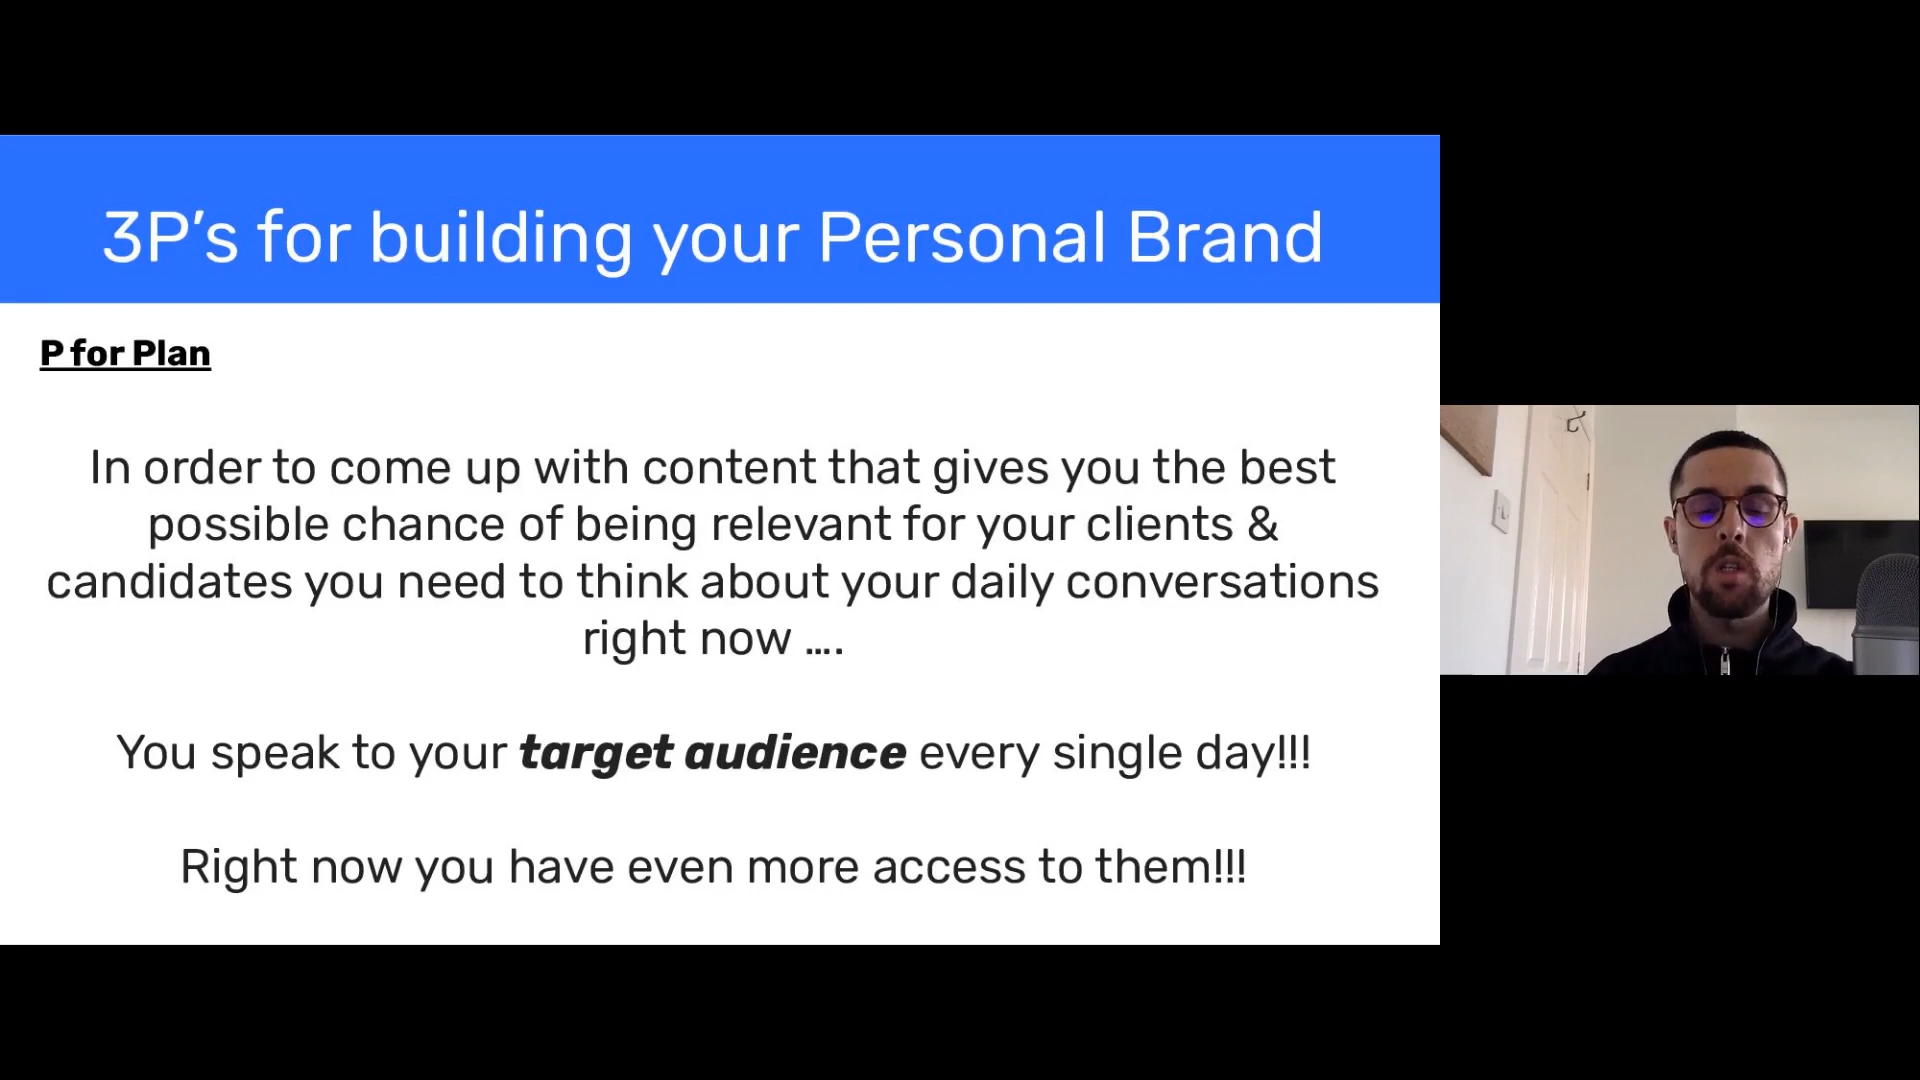 3P’s for building your Personal Brand
P for Plan
In order to come up with content that gives you the best
possible chance of being relevant for your clients &
candidates you need to think about your daily conversations
right now ....
You speak to your target audience every single day!!!
Right now you have even more access to them!!!